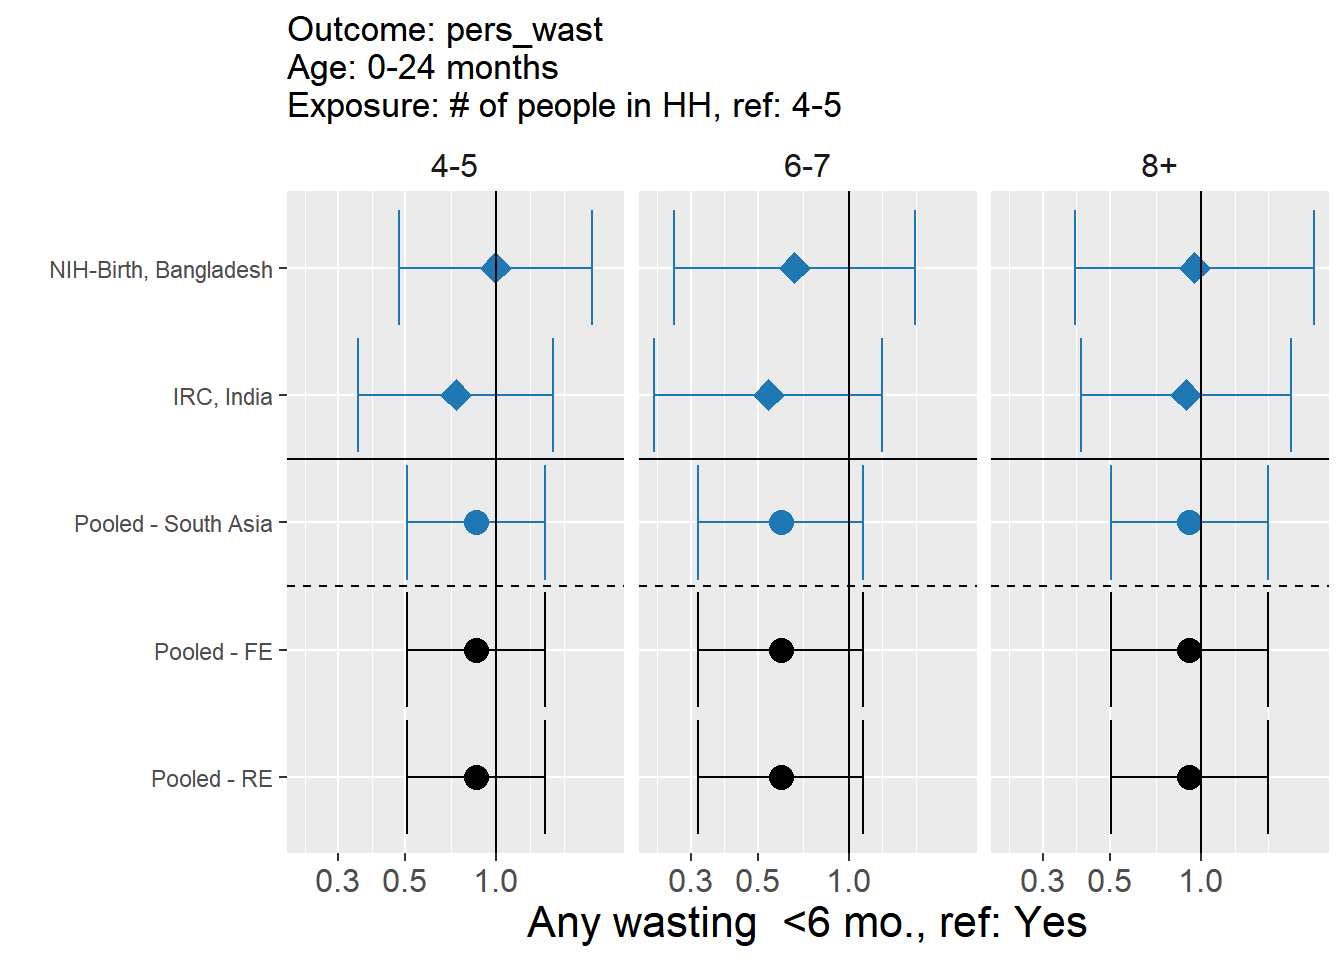 Outcome: pers_wast
Age: 0-24 months
Exposure: # of people in HH, ref: 4-5
4-5 6-7 8+
NIH-Birth, Bangladesh
IRC, India
Pooled - South Asia
Pooled - FE
Pooled - RE
0.3 0.5 1.0 0.3 0.5 1.0 0.3 0.5 1.0
Any wasting  <6 mo., ref: Yes